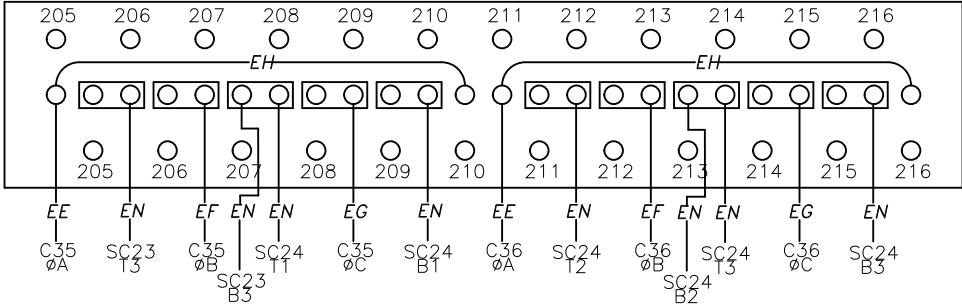 205 206 207 208 209 210 211 212 213 214 215 216
EH EH
205 206 207 208 209 210 211 212 213 214 215 216
EE EN EF EN EN EG EN EE EN EF EN EN EG EN
C35 SC23 C35 SC24 C35 SC24 C36 SC24 C36 SC24 C36 SC24
øA T3 øB T1 øC B1 øA T2 øB T3 øC B3
SC23 SC24
B3 B2